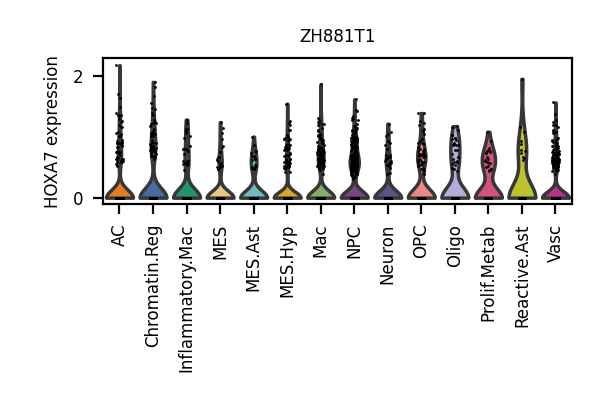 ZH881T1
HOXA7 expression
2
0
AC
Chromatin.Reg
Inflammatory.Mac
MES
MES.Ast
MES.Hyp
Mac
NPC
Neuron
OPC
Oligo
Prolif.Metab
Reactive.Ast
Vasc